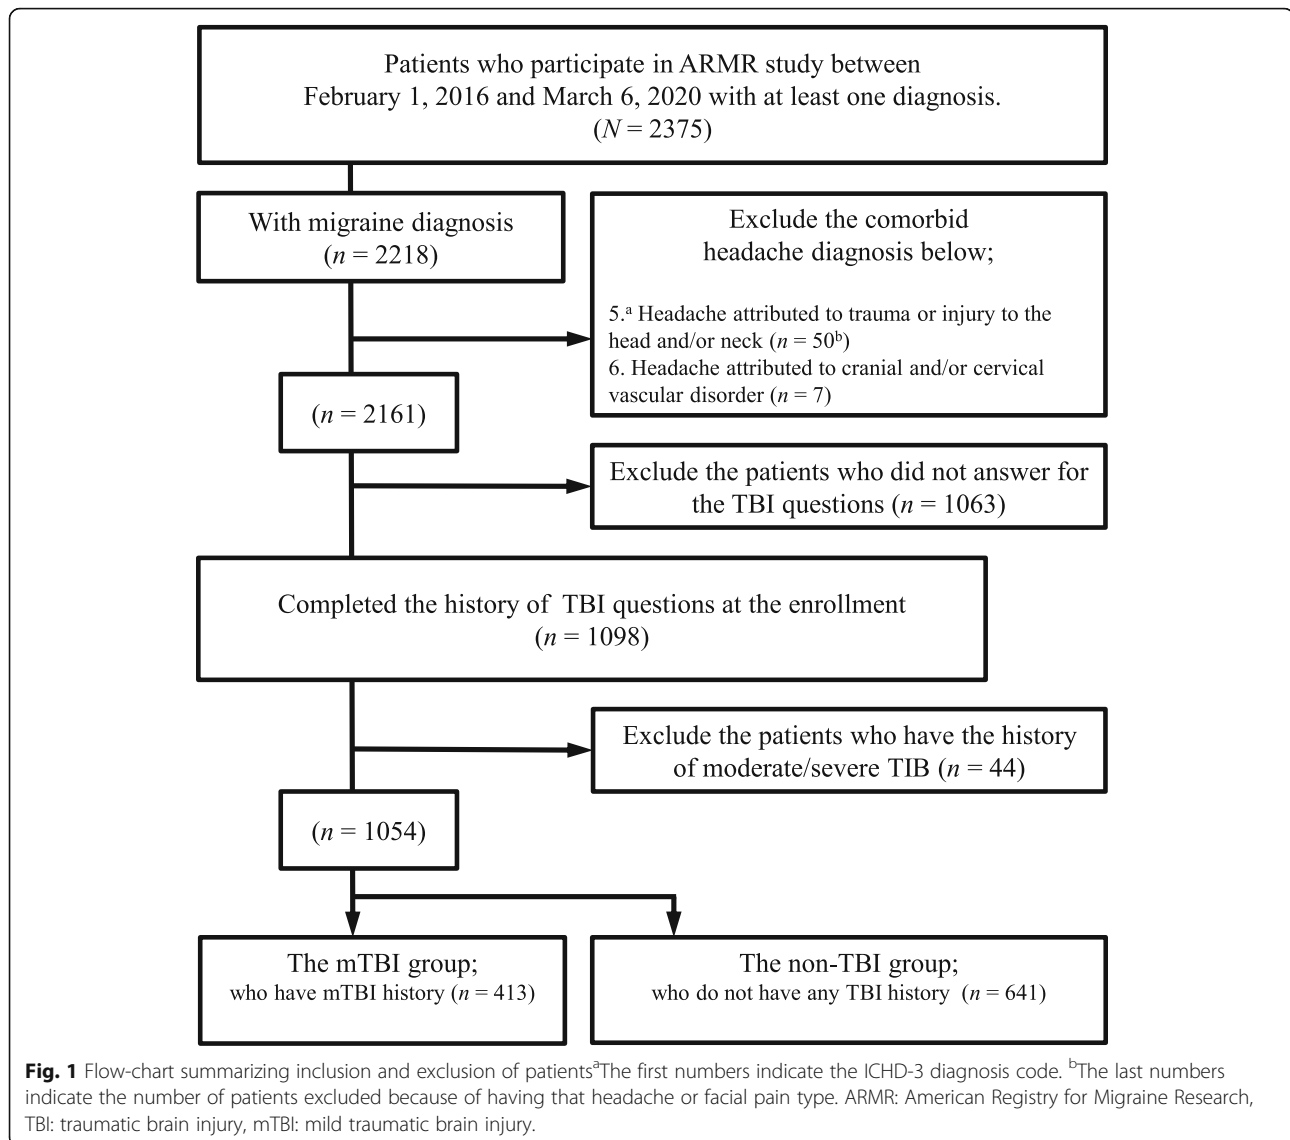 Patients who participate in ARMR study between
February 1, 2016 and March 6, 2020 with at least one diagnosis.
(N = 2375)
With migraine diagnosis
(n = 2218)
Exclude the comorbid
headache diagnosis below;
5.ᵃ Headache attributed to trauma or injury to the
head and/or neck (n = 50ᵇ)
6. Headache attributed to cranial and/or cervical
vascular disorder (n = 7)
(n = 2161)
Exclude the patients who did not answer for
the TBI questions (n = 1063)
Completed the history of TBI questions at the enrollment
(n = 1098)
Exclude the patients who have the history
of moderate/severe TIB (n = 44)
(n = 1054)
The mTBI group;
who have mTBI history (n = 413)
The non-TBI group;
who do not have any TBI history (n = 641)
Fig. 1 Flow-chart summarizing inclusion and exclusion of patientsᵃThe first numbers indicate the ICHD-3 diagnosis code. ᵇThe last numbers
indicate the number of patients excluded because of having that headache or facial pain type. ARMR: American Registry for Migraine Research,
TBI: traumatic brain injury, mTBI: mild traumatic brain injury.